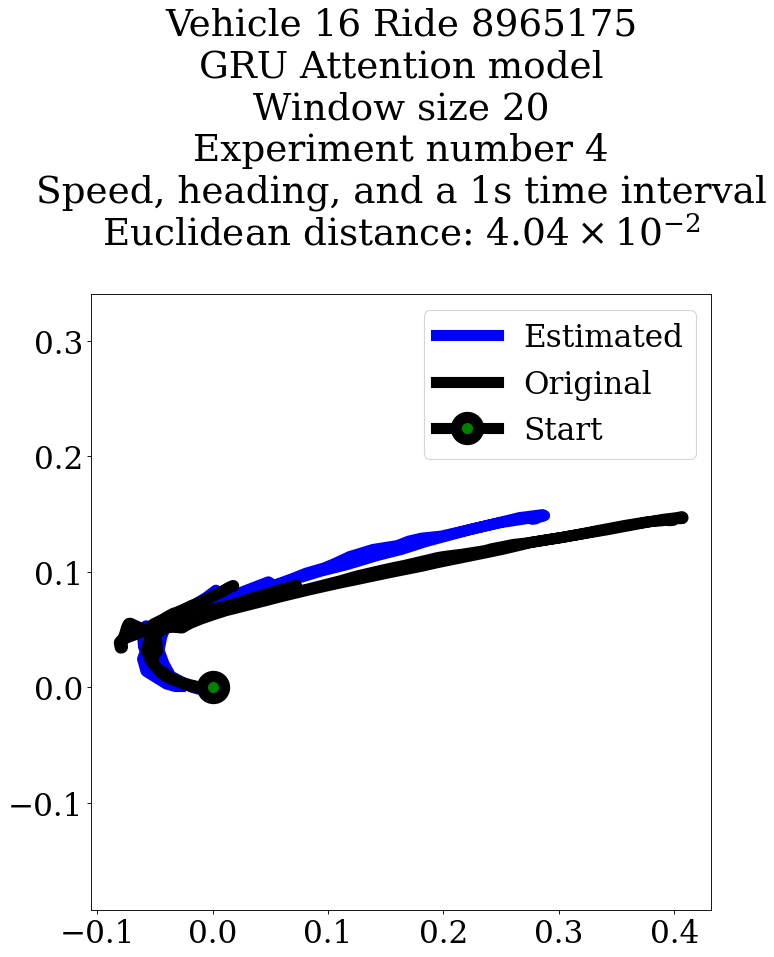 Vehicle 16 Ride 8965175
GRU Attention model
Window size 20
Experiment number 4
Speed, heading, and a 1s time interval
Euclidean distance: 4.04 × 10⁻²
Estimated
Original
Start
0.3
0.2
0.1
0.0
−0.1
−0.1 0.0 0.1 0.2 0.3 0.4